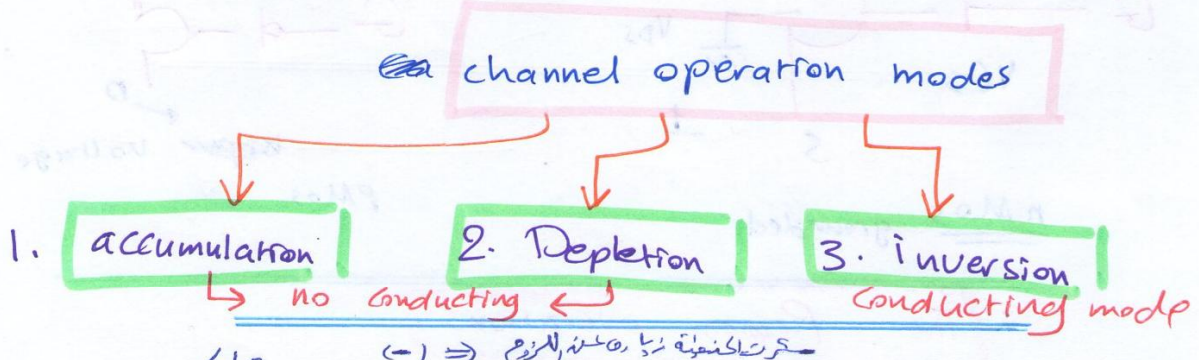 channel operation modes
1. accumulation 2. Depletion 3. inversion
no conducting conducting mode
(-) ⇒